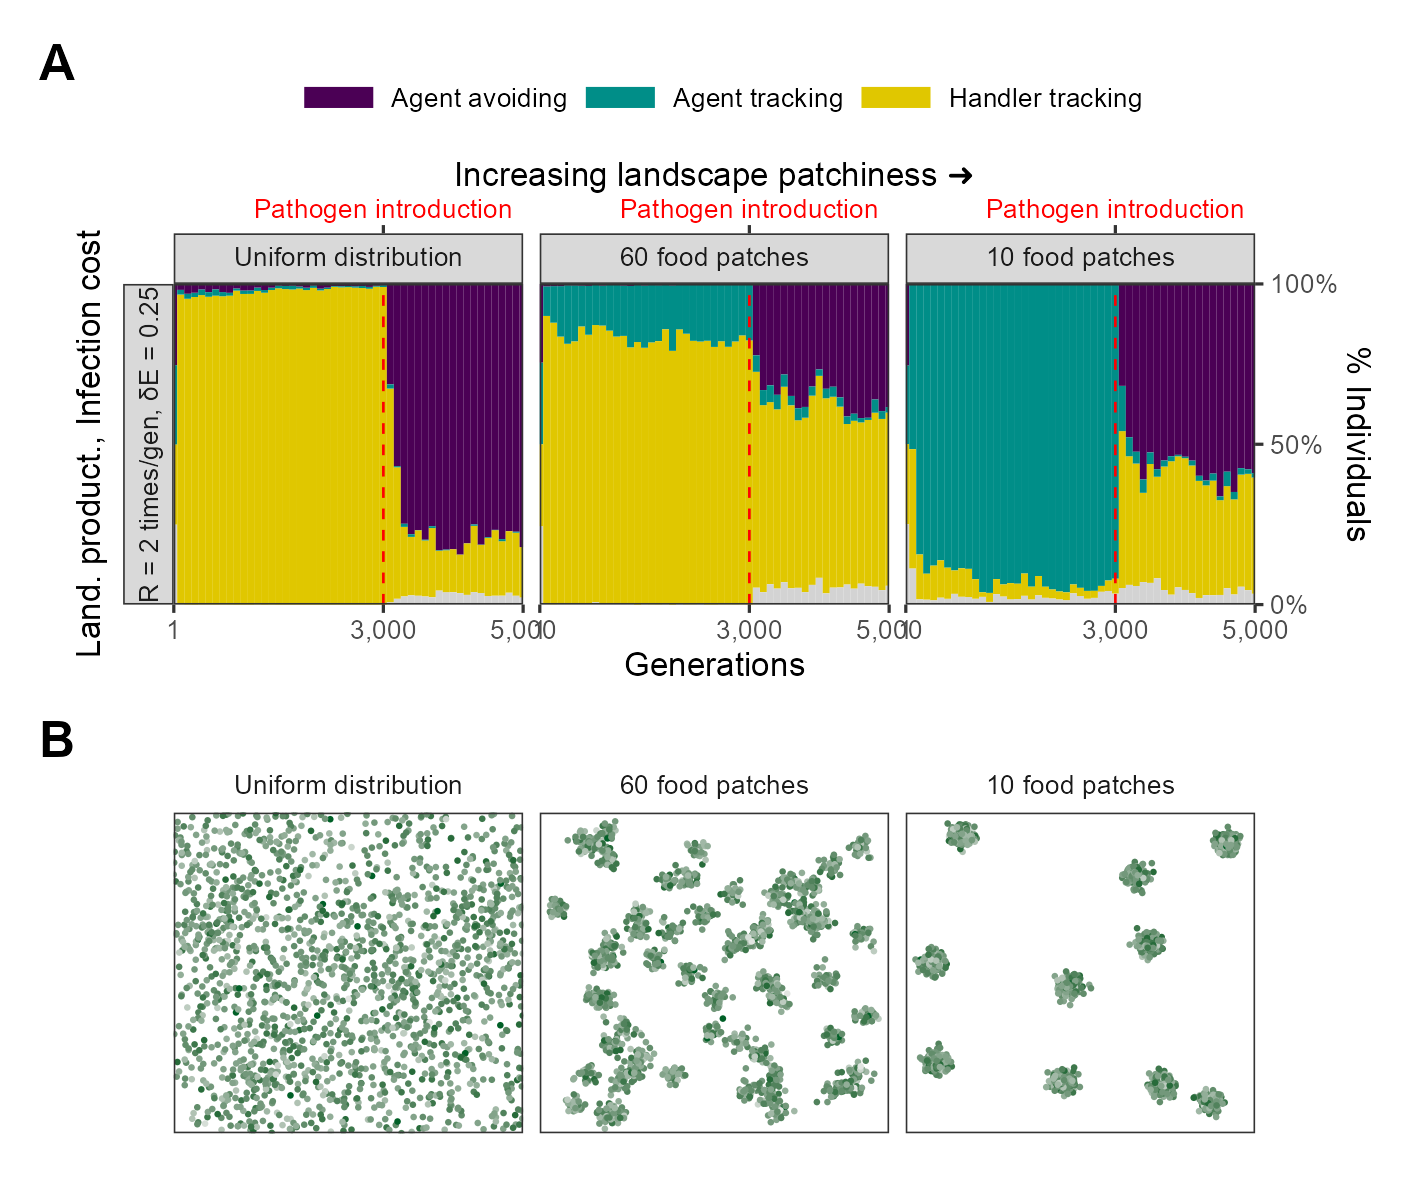 A
Agent avoiding Agent tracking Handler tracking
Increasing landscape patchiness ➔
Pathogen introduction Pathogen introduction Pathogen introduction
Uniform distribution 60 food patches 10 food patches
Land. product., Infection cost
R = 2 times/gen, δE = 0.25
100%
50%
0%
% Individuals
1 3,000 5,000 1 3,000 5,000 1 3,000 5,000
Generations
B
Uniform distribution 60 food patches 10 food patches